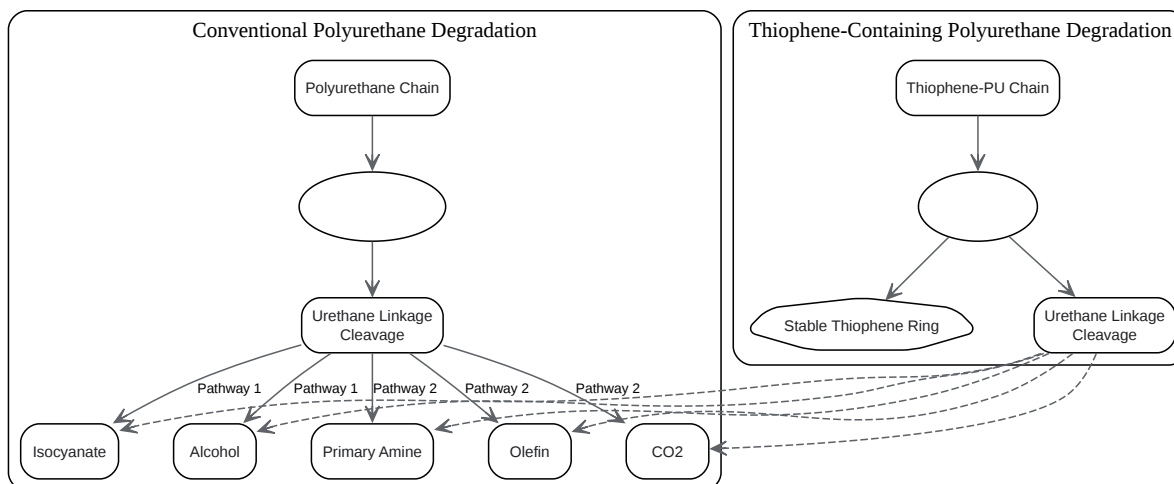 Conventional Polyurethane Degradation
Thiophene-Containing Polyurethane Degradation
Polyurethane Chain
Thiophene-PU Chain
Urethane Linkage
Cleavage
Stable Thiophene Ring
Urethane Linkage
Cleavage
Pathway 1
Pathway 1
Pathway 2
Pathway 2
Pathway 2
Isocyanate
Alcohol
Primary Amine
Olefin
CO2